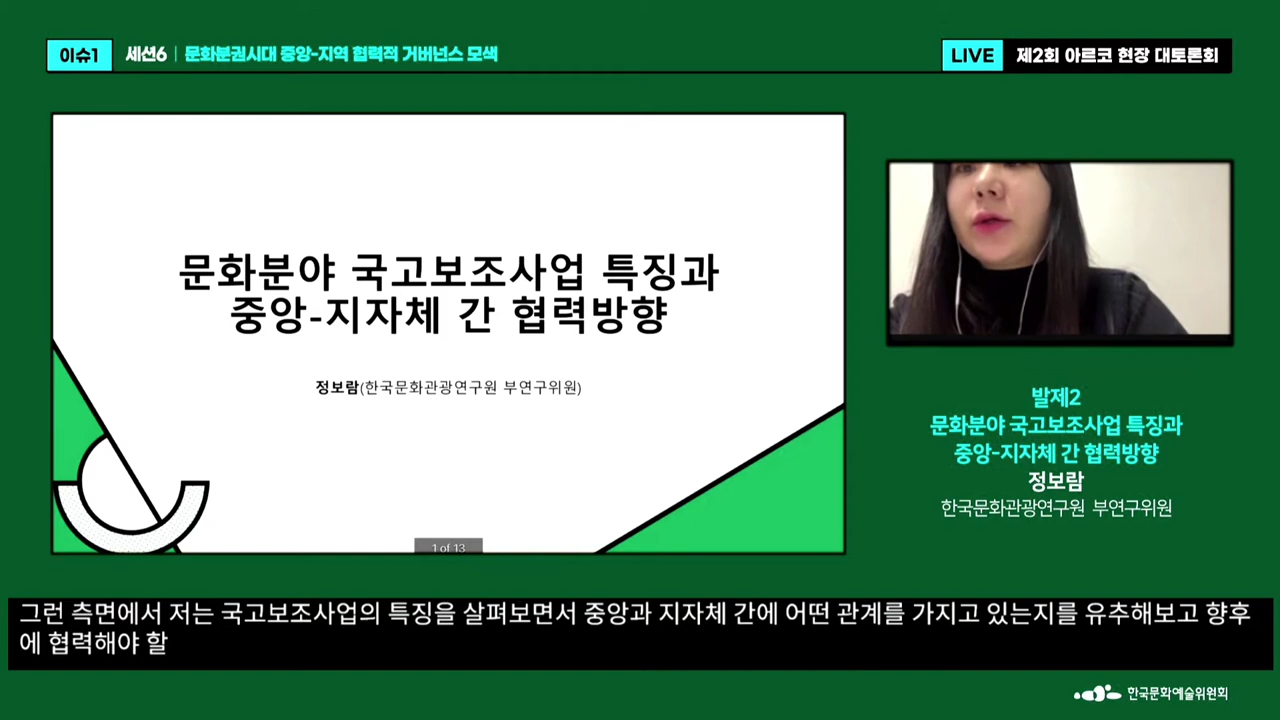 이슈1
세션6 | 문화분권시대 중앙-지역 협력적 거버넌스 모색
LIVE
제2회 아르코 현장 대토론회
문화분야 국고보조사업 특징과
중앙-지자체 간 협력방향
정보람(한국문화관광연구원 부연구위원)
1 of 13
발제2
문화분야 국고보조사업 특징과
중앙-지자체 간 협력방향
정보람
한국문화관광연구원 부연구위원
그런 측면에서 저는 국고보조사업의 특징을 살펴보면서 중앙과 지자체 간에 어떤 관계를 가지고 있는지를 유추해보고 향후
에 협력해야 할
한국문화예술위원회